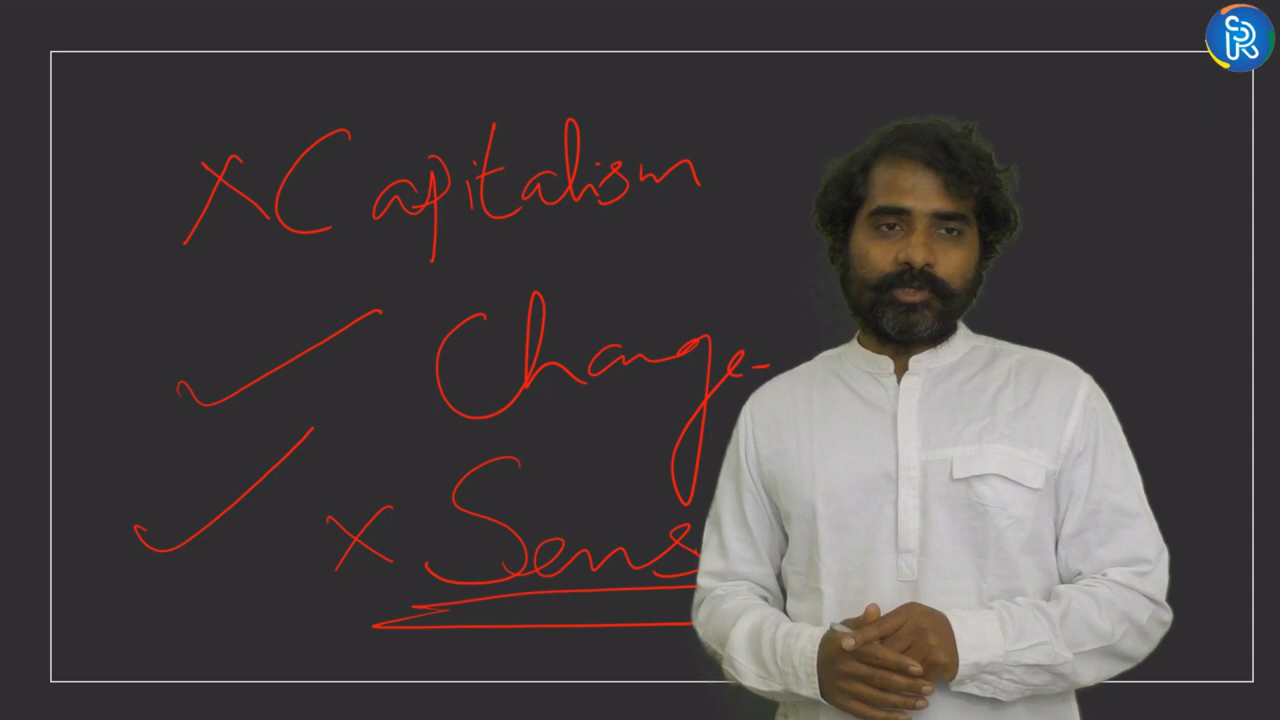 × Capitalism
✓ Change-
✓ × Sens